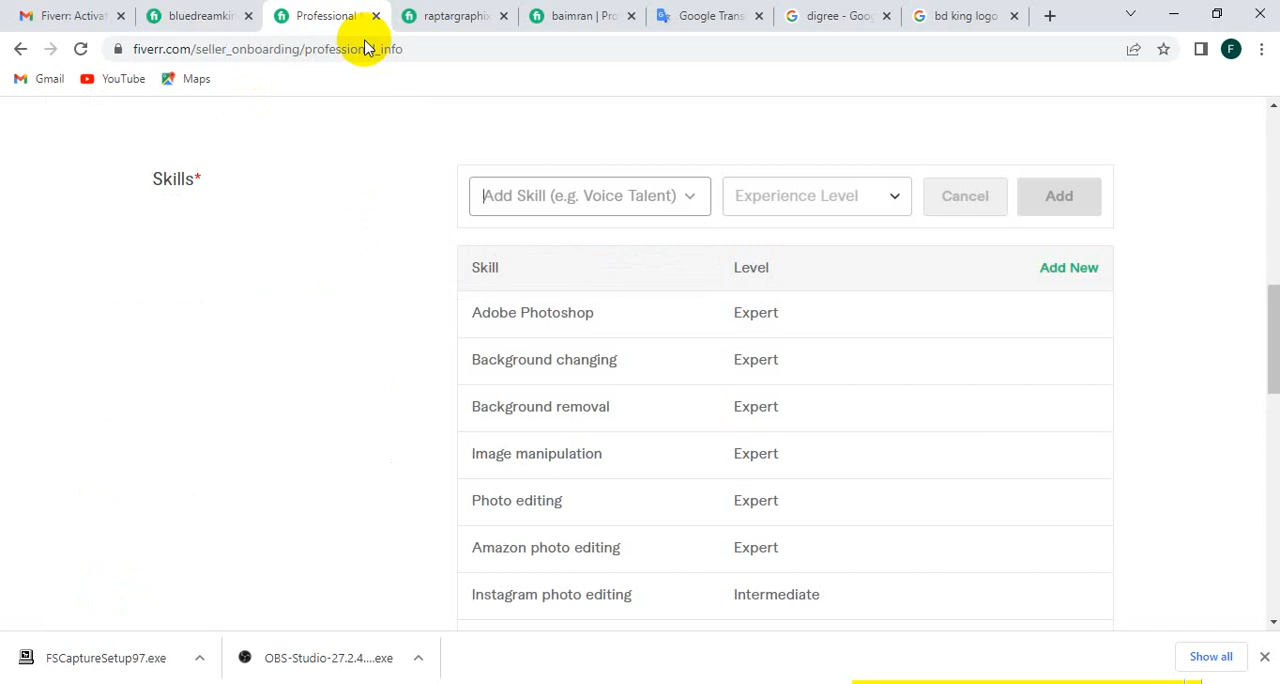 Fiverr: Activat
bluedreamkin
Professional
raptargraphix
baimran | Pro
Google Trans
digree - Goog
bd king logo
fiverr.com/seller_onboarding/professional_info
F
Gmail
YouTube
Maps
Skills*
Add Skill (e.g. Voice Talent)
Experience Level
Cancel
Add
Skill
Level
Add New
Adobe Photoshop
Expert
Background changing
Expert
Background removal
Expert
Image manipulation
Expert
Photo editing
Expert
Amazon photo editing
Expert
Instagram photo editing
Intermediate
FSCaptureSetup97.exe
OBS-Studio-27.2.4....exe
Show all